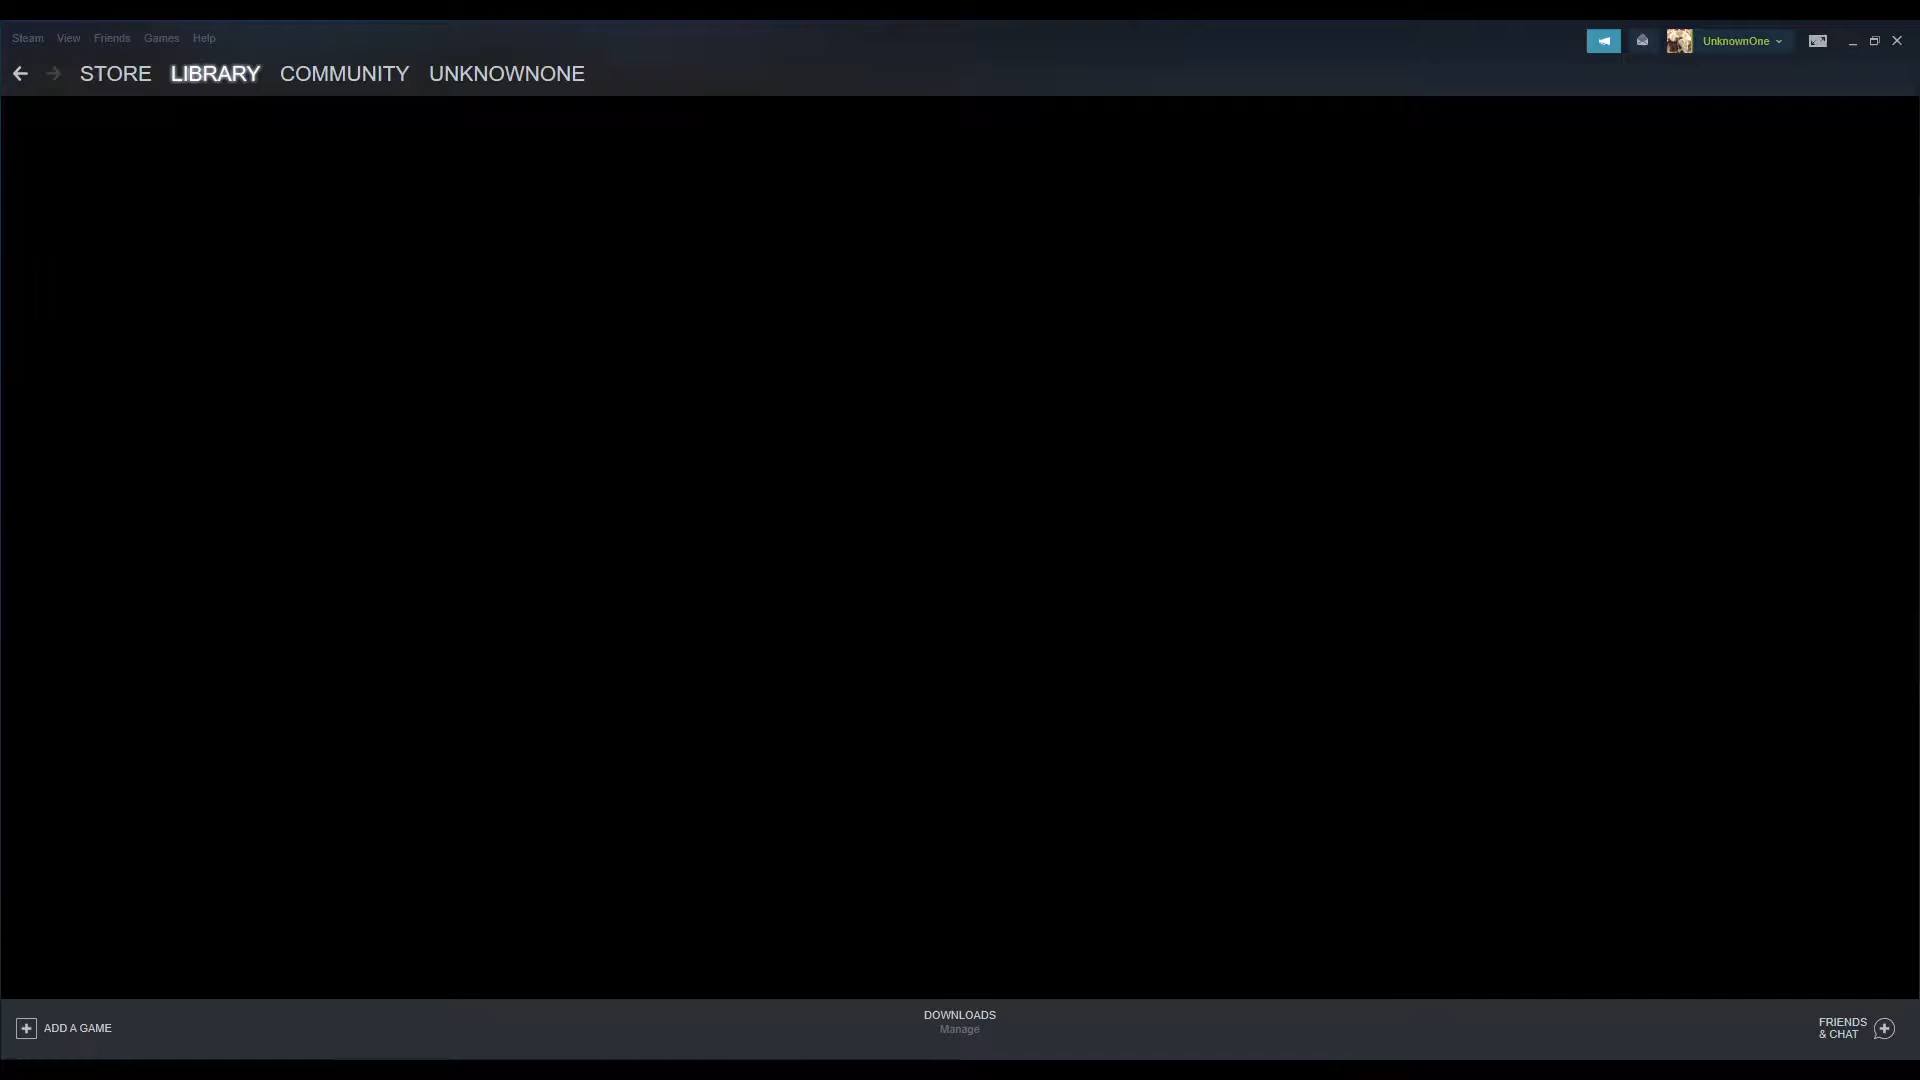 Steam View Friends Games Help
UnknownOne
STORE LIBRARY COMMUNITY UNKNOWNONE
ADD A GAME
DOWNLOADS
Manage
FRIENDS
& CHAT